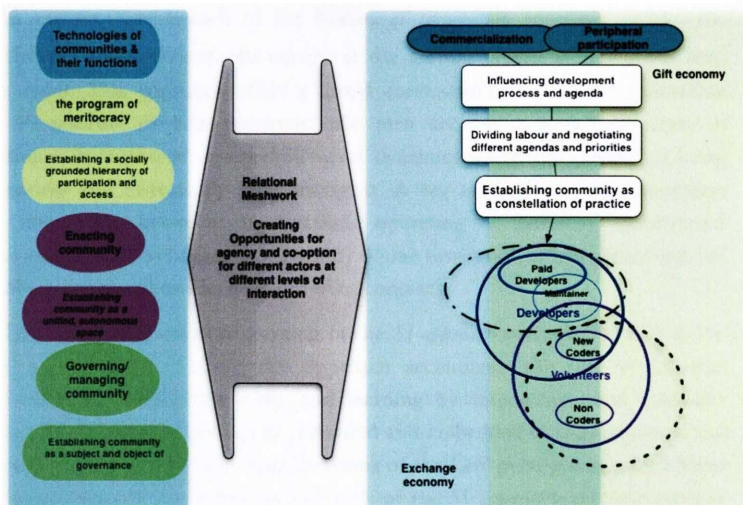 Technologies of
communities &
their functions
the program of
meritocracy
Establishing a socially
grounded hierarchy of
participation and
access
Enacting
community
Establishing
community as a
unified, autonomous
space
Governing/
managing
community
Establishing community
as a subject and object of
governance
Relational
Meshwork
Creating
Opportunities for
agency and co-option
for different actors at
different levels of
interaction
Commercialization
Peripheral
participation
Gift economy
Influencing development
process and agenda
Dividing labour and negotiating
different agendas and priorities
Establishing community as
a constellation of practice
Paid
Developers
Maintainer
Developers
New
Coders
Volunteers
Non
Coders
Exchange
economy